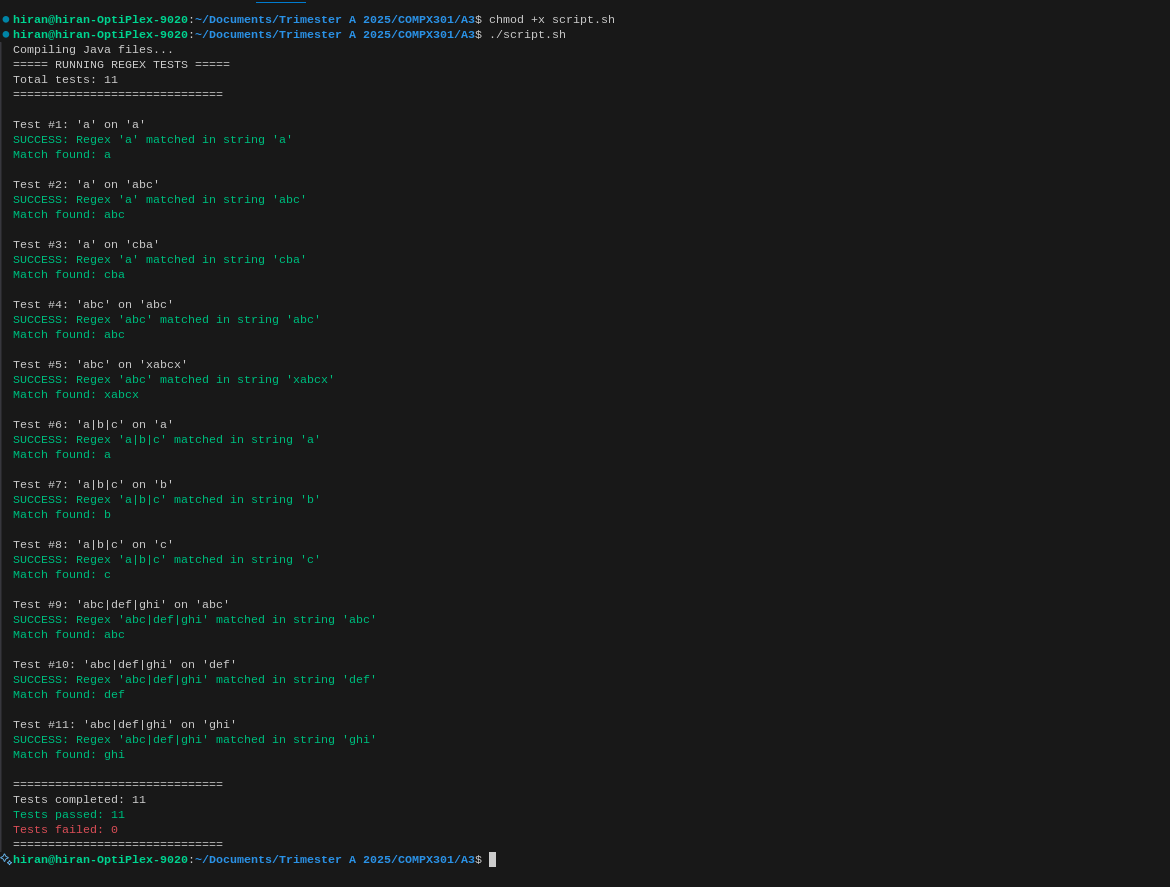 hiran@hiran-OptiPlex-9020:~/Documents/Trimester A 2025/COMPX301/A3$ chmod +x script.sh
hiran@hiran-OptiPlex-9020:~/Documents/Trimester A 2025/COMPX301/A3$ ./script.sh
Compiling Java files...
===== RUNNING REGEX TESTS =====
Total tests: 11
==============================
Test #1: 'a' on 'a'
SUCCESS: Regex 'a' matched in string 'a'
Match found: a
Test #2: 'a' on 'abc'
SUCCESS: Regex 'a' matched in string 'abc'
Match found: abc
Test #3: 'a' on 'cba'
SUCCESS: Regex 'a' matched in string 'cba'
Match found: cba
Test #4: 'abc' on 'abc'
SUCCESS: Regex 'abc' matched in string 'abc'
Match found: abc
Test #5: 'abc' on 'xabcx'
SUCCESS: Regex 'abc' matched in string 'xabcx'
Match found: xabcx
Test #6: 'a|b|c' on 'a'
SUCCESS: Regex 'a|b|c' matched in string 'a'
Match found: a
Test #7: 'a|b|c' on 'b'
SUCCESS: Regex 'a|b|c' matched in string 'b'
Match found: b
Test #8: 'a|b|c' on 'c'
SUCCESS: Regex 'a|b|c' matched in string 'c'
Match found: c
Test #9: 'abc|def|ghi' on 'abc'
SUCCESS: Regex 'abc|def|ghi' matched in string 'abc'
Match found: abc
Test #10: 'abc|def|ghi' on 'def'
SUCCESS: Regex 'abc|def|ghi' matched in string 'def'
Match found: def
Test #11: 'abc|def|ghi' on 'ghi'
SUCCESS: Regex 'abc|def|ghi' matched in string 'ghi'
Match found: ghi
==============================
Tests completed: 11
Tests passed: 11
Tests failed: 0
==============================
hiran@hiran-OptiPlex-9020:~/Documents/Trimester A 2025/COMPX301/A3$